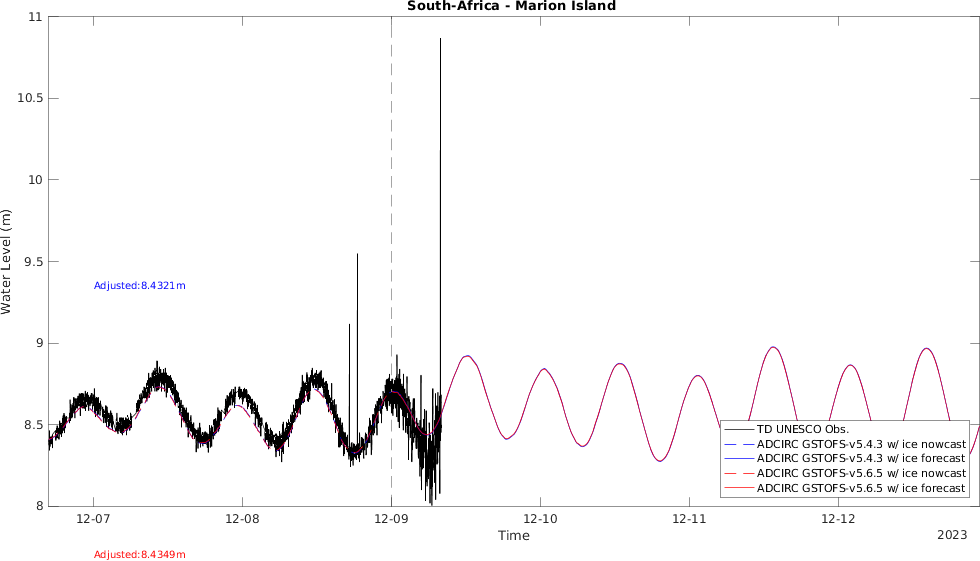 South-Africa - Marion Island
11
10.5
10
9.5
9
8.5
8
Water Level (m)
Adjusted:8.4321m
TD UNESCO Obs.
ADCIRC GSTOFS-v5.4.3 w/ ice nowcast
ADCIRC GSTOFS-v5.4.3 w/ ice forecast
ADCIRC GSTOFS-v5.6.5 w/ ice nowcast
ADCIRC GSTOFS-v5.6.5 w/ ice forecast
12-07 12-08 12-09 12-10 12-11 12-12
Time
2023
Adjusted:8.4349m